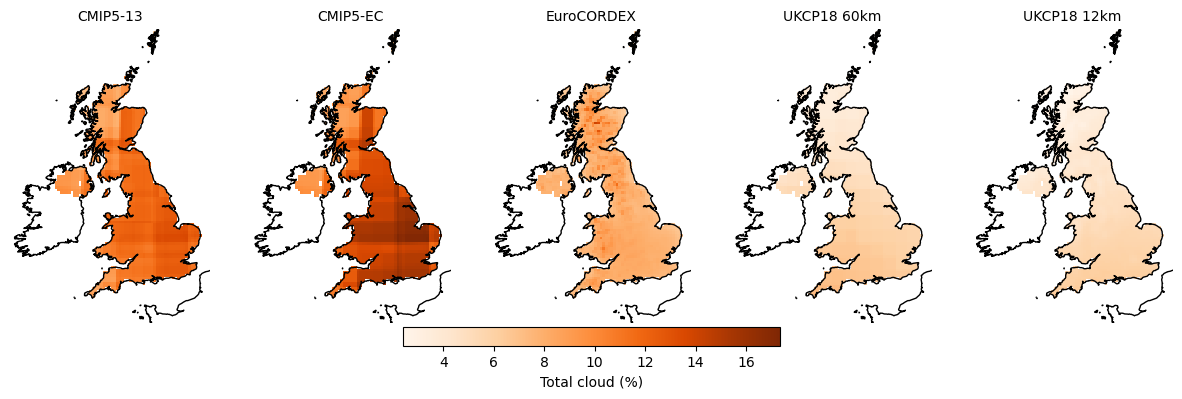 CMIP5-13 CMIP5-EC EuroCORDEX UKCP18 60km UKCP18 12km
4 6 8 10 12 14 16
Total cloud (%)